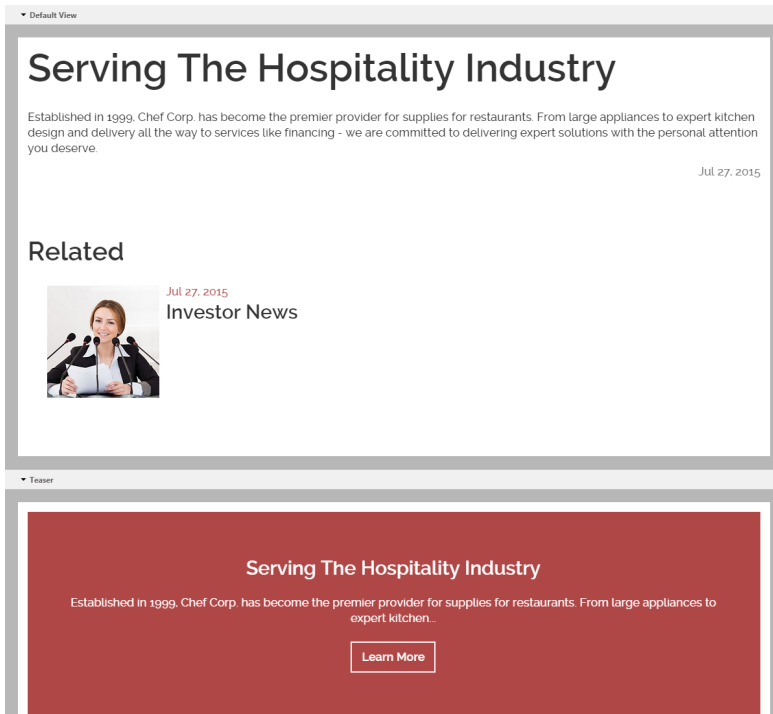 Default View
Serving The Hospitality Industry
Established in 1999, Chef Corp. has become the premier provider for supplies for restaurants. From large appliances to expert kitchen
design and delivery all the way to services like financing - we are committed to delivering expert solutions with the personal attention
you deserve.
Jul 27, 2015
Related
Jul 27, 2015
Investor News
Teaser
Serving The Hospitality Industry
Established in 1999, Chef Corp. has become the premier provider for supplies for restaurants. From large appliances to
expert kitchen...
Learn More